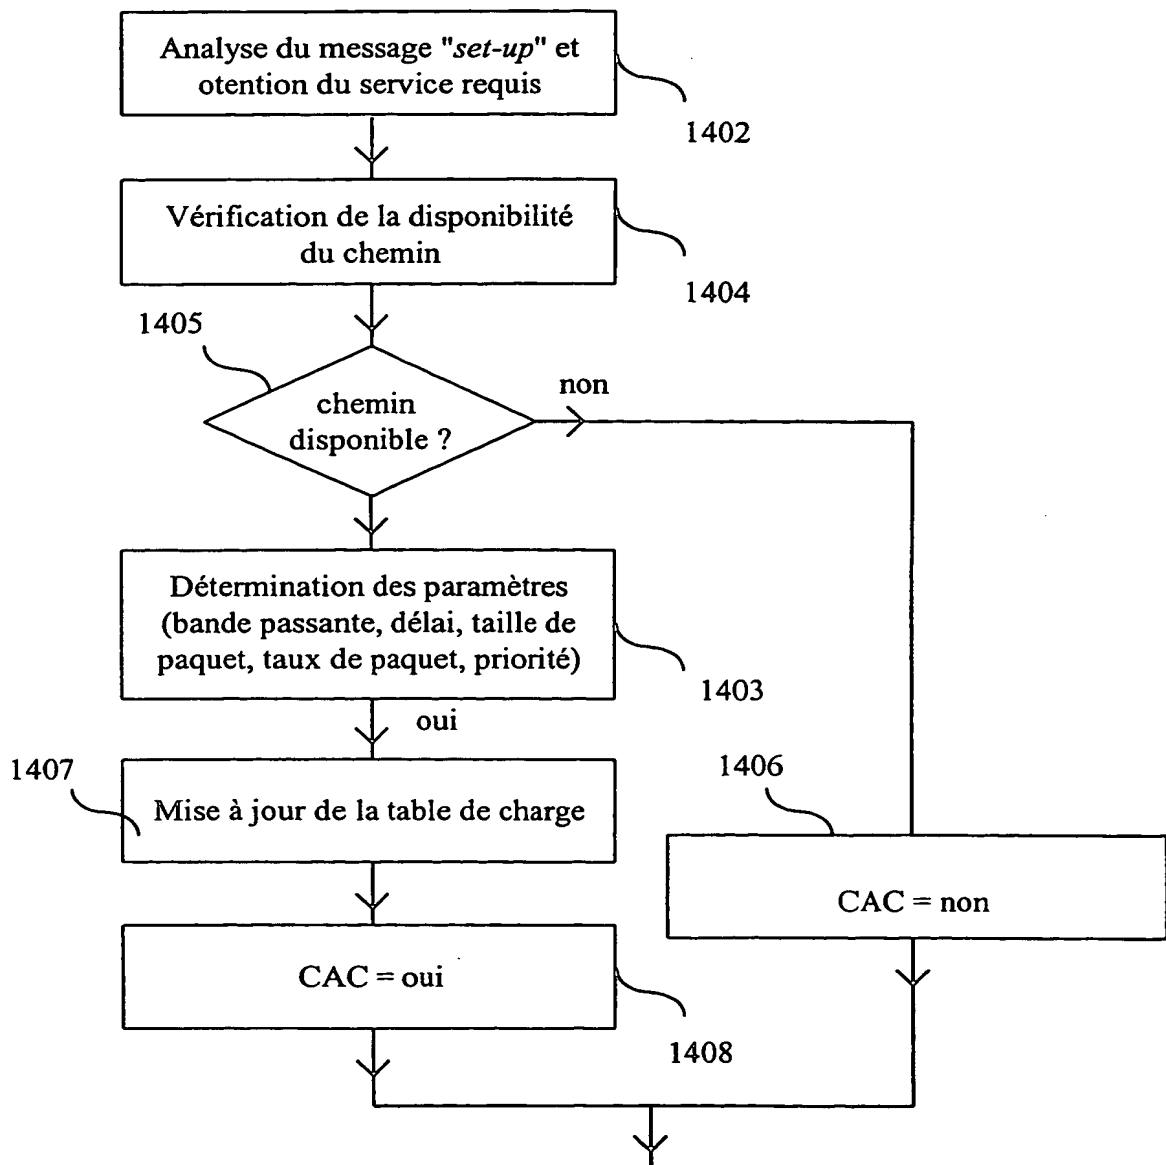 Analyse du message "set-up" et
otention du service requis
1402
Vérification de la disponibilité
du chemin
1404
1405
chemin
disponible ?
non
Détermination des paramètres
(bande passante, délai, taille de
paquet, taux de paquet, priorité)
1403
oui
1407
Mise à jour de la table de charge
1406
CAC = non
CAC = oui
1408